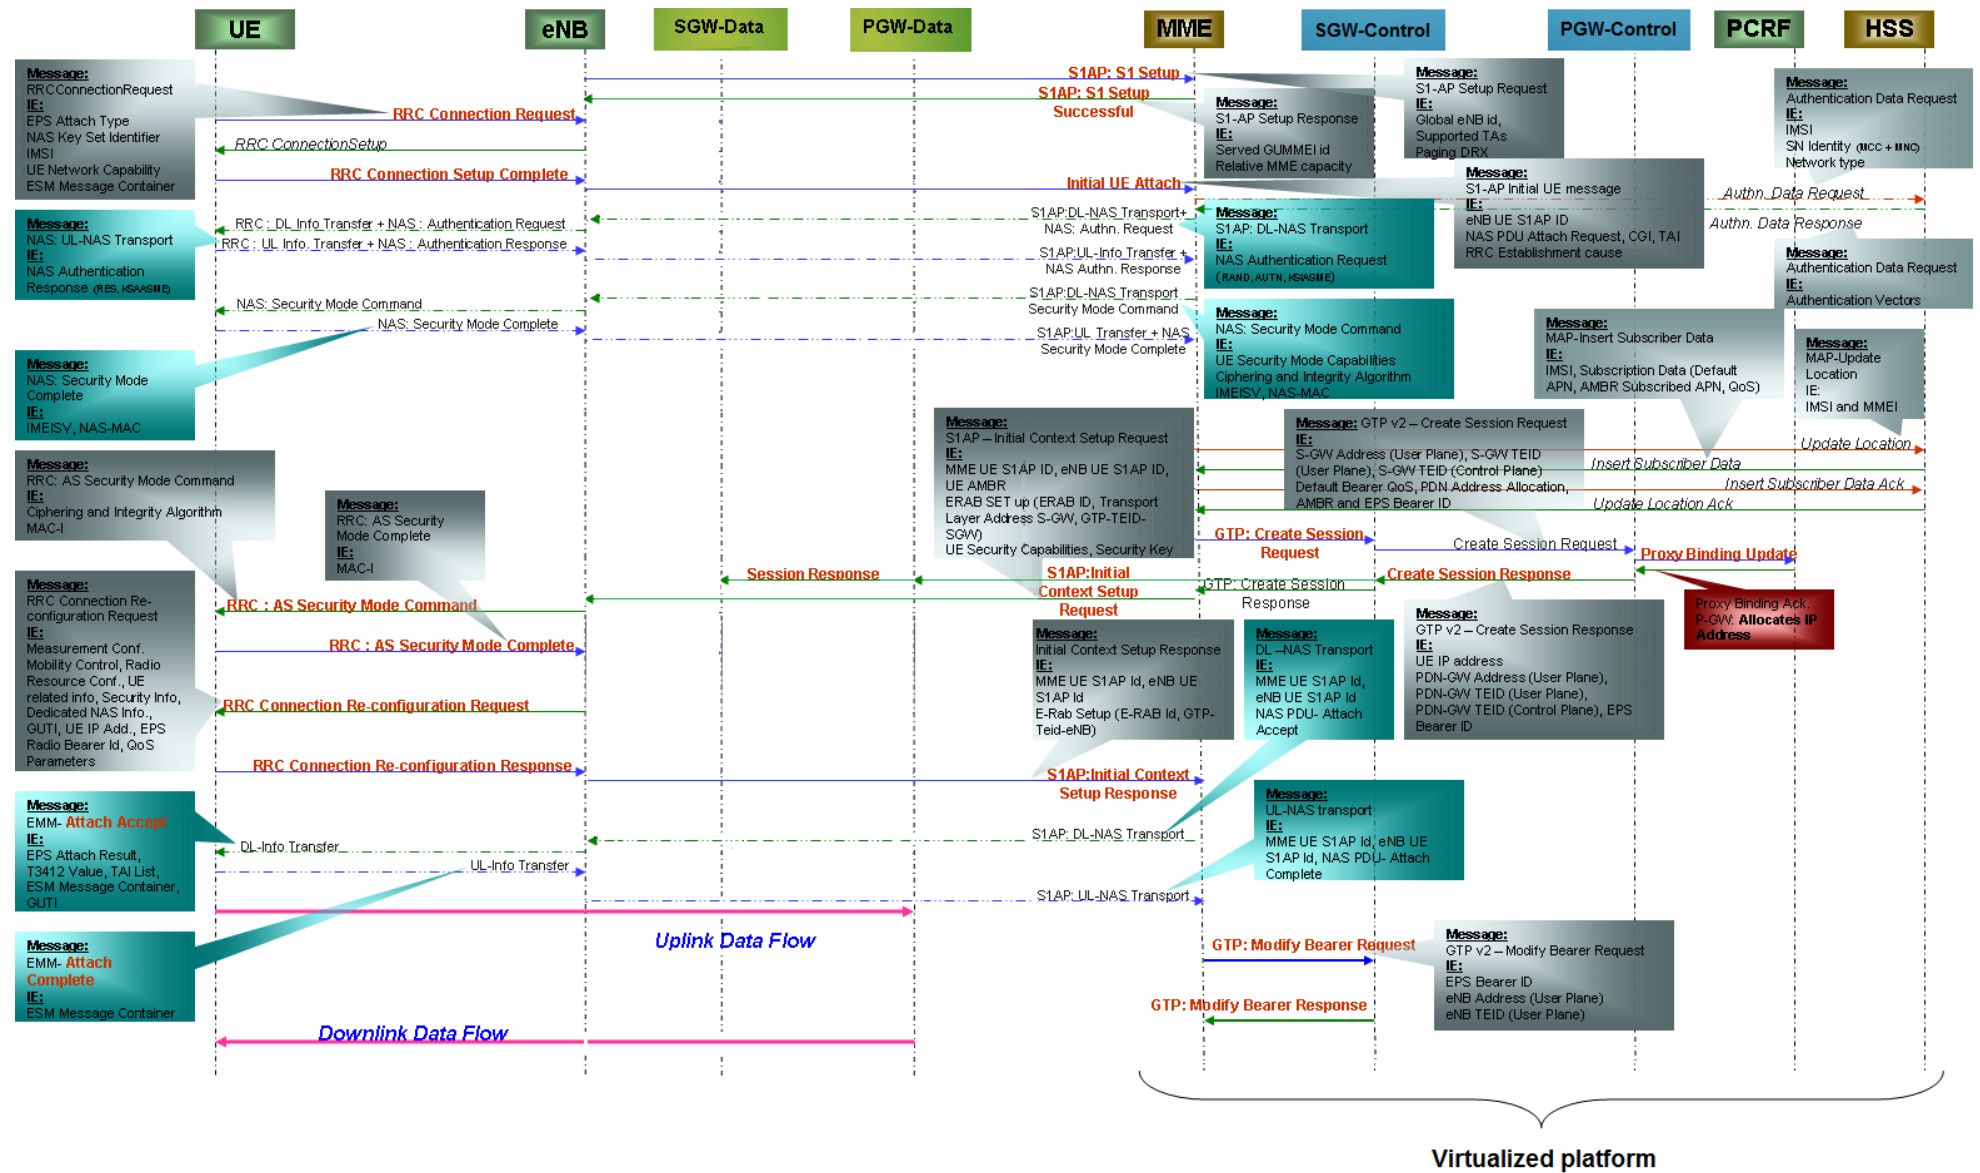 UE
eNB
SGW-Data
PGW-Data
MME
SGW-Control
PGW-Control
PCRF
HSS
Message:
RRCConnectionRequest
IE:
EPS Attach Type
NAS Key Set Identifier
IMSI
UE Network Capability
ESM Message Container
RRC Connection Request
RRC ConnectionSetup
RRC Connection Setup Complete
S1AP: S1 Setup
S1AP: S1 Setup
Successful
Initial UE Attach
Message:
S1-AP Setup Response
IE:
Served GUMMEI id
Relative MME capacity
Message:
S1-AP Setup Request
IE:
Global eNB id,
Supported TAs
Paging DRX
Message:
Authentication Data Request
IE:
IMSI
SN Identity (MCC + MNC)
Network type
Message:
S1-AP Initial UE message
IE:
eNB UE S1AP ID
NAS PDU Attach Request, CGI, TAI
RRC Establishment cause
Authn. Data Request
Authn. Data Response
Message:
NAS: UL-NAS Transport
IE:
NAS Authentication
Response (RES, KSAASME)
RRC : DL Info Transfer + NAS : Authentication Request
RRC : UL Info. Transfer + NAS : Authentication Response
S1AP:DL-NAS Transport+
NAS: Authn. Request
S1AP:UL-Info Transfer +
NAS Authn. Response
Message:
S1AP: DL-NAS Transport
IE:
NAS Authentication Request
(RAND, AUTN, KSIASME)
Message:
Authentication Data Request
IE:
Authentication Vectors
NAS: Security Mode Command
NAS: Security Mode Complete
S1AP:DL-NAS Transport
Security Mode Command
S1AP:UL Transfer + NAS
Security Mode Complete
Message:
NAS: Security Mode Command
IE:
UE Security Mode Capabilities
Ciphering and Integrity Algorithm
IMEISV, NAS-MAC
Message:
MAP-Insert Subscriber Data
IE:
IMSI, Subscription Data (Default
APN, AMBR Subscribed APN, QoS)
Message:
MAP-Update
Location
IE:
IMSI and MMEI
Message:
NAS: Security Mode
Complete
IE:
IMEISV, NAS-MAC
Message:
S1AP – Initial Context Setup Request
IE:
MME UE S1AP ID, eNB UE S1AP ID,
UE AMBR
ERAB SET up (ERAB ID, Transport
Layer Address S-GW, GTP-TEID-
SGW)
UE Security Capabilities, Security Key
Message: GTP v2 – Create Session Request
IE:
S-GW Address (User Plane), S-GW TEID
(User Plane), S-GW TEID (Control Plane)
Default Bearer QoS, PDN Address Allocation,
AMBR and EPS Bearer ID
Update Location
Insert Subscriber Data
Insert Subscriber Data Ack
Update Location Ack
Message:
RRC: AS Security Mode Command
IE:
Ciphering and Integrity Algorithm
MAC-I
Message:
RRC: AS Security
Mode Complete
IE:
MAC-I
GTP: Create Session
Request
Create Session Request
Proxy Binding Update
Session Response
S1AP:Initial
Context Setup
Request
GTP: Create Session
Response
Create Session Response
Proxy Binding Ack.
P-GW: Allocates IP
Address
Message:
RRC Connection Re-
configuration Request
IE:
Measurement Conf.
Mobility Control, Radio
Resource Conf., UE
related info, Security Info,
Dedicated NAS Info.,
GUTI, UE IP Add., EPS
Radio Bearer Id, QoS
Parameters
RRC : AS Security Mode Command
RRC : AS Security Mode Complete
RRC Connection Re-configuration Request
RRC Connection Re-configuration Response
Message:
Initial Context Setup Response
IE:
MME UE S1AP Id, eNB UE
S1AP Id
E-Rab Setup (E-RAB Id, GTP-
Teid-eNB)
Message:
DL –NAS Transport
IE:
MME UE S1AP Id,
eNB UE S1AP Id
NAS PDU- Attach
Accept
Message:
GTP v2 – Create Session Response
IE:
UE IP address
PDN-GW Address (User Plane),
PDN-GW TEID (User Plane),
PDN-GW TEID (Control Plane), EPS
Bearer ID
S1AP:Initial Context
Setup Response
Message:
EMM- Attach Accept
IE:
EPS Attach Result,
T3412 Value, TAI List,
ESM Message Container,
GUTI
DL-Info Transfer
UL-Info Transfer
S1AP: DL-NAS Transport
S1AP: UL-NAS Transport
Message:
UL-NAS transport
IE:
MME UE S1AP Id, eNB UE
S1AP Id, NAS PDU- Attach
Complete
Uplink Data Flow
Message:
EMM- Attach
Complete
IE:
ESM Message Container
GTP: Modify Bearer Request
GTP: Modify Bearer Response
Message:
GTP v2 – Modify Bearer Request
IE:
EPS Bearer ID
eNB Address (User Plane)
eNB TEID (User Plane)
Downlink Data Flow
Virtualized platform